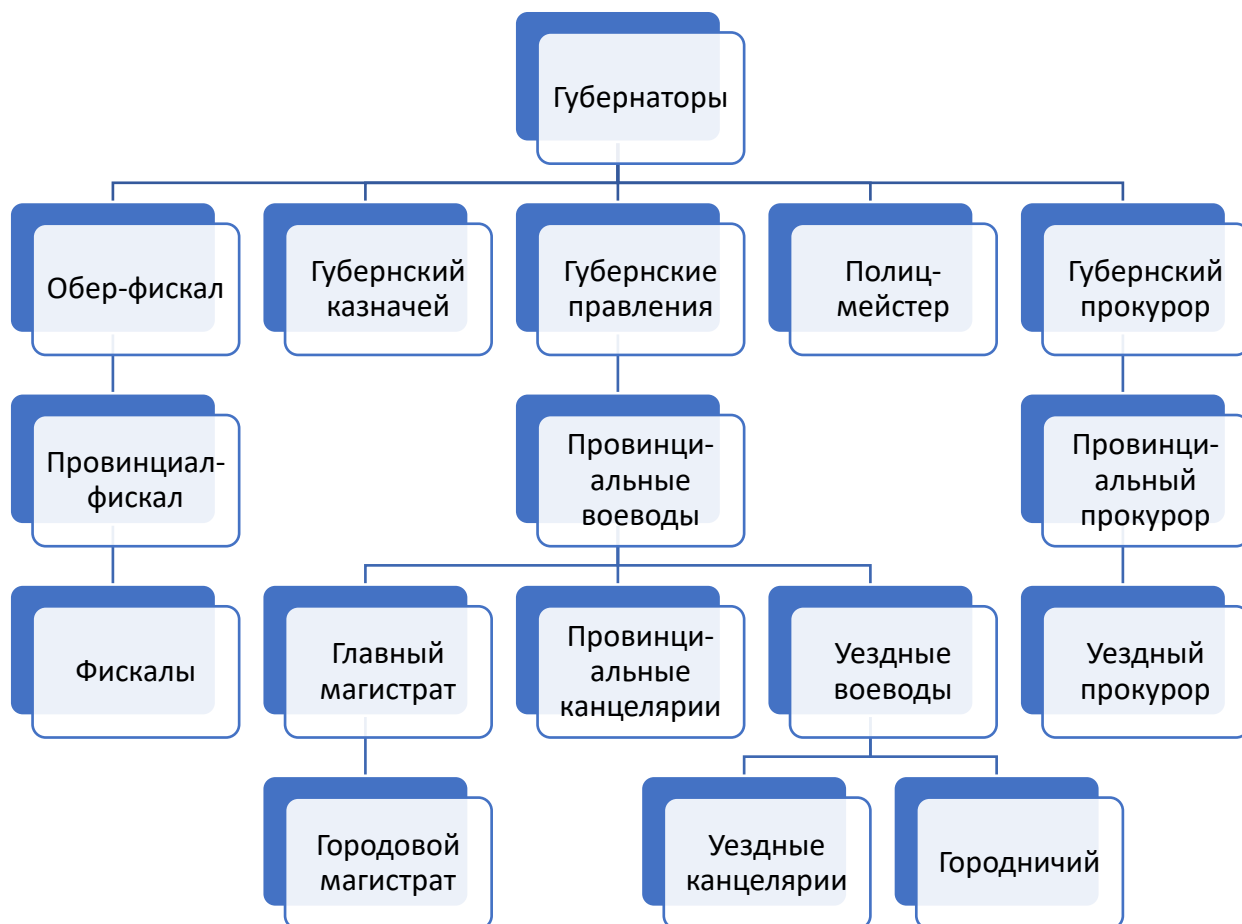 Губернаторы
Обер-фискал
Губернский
казначей
Губернские
правления
Полиц-
мейстер
Губернский
прокурор
Провинциал-
фискал
Провинци-
альные
воеводы
Провинци-
альный
прокурор
Фискалы
Главный
магистрат
Провинци-
альные
канцелярии
Уездные
воеводы
Уездный
прокурор
Городовой
магистрат
Уездные
канцелярии
Городничий